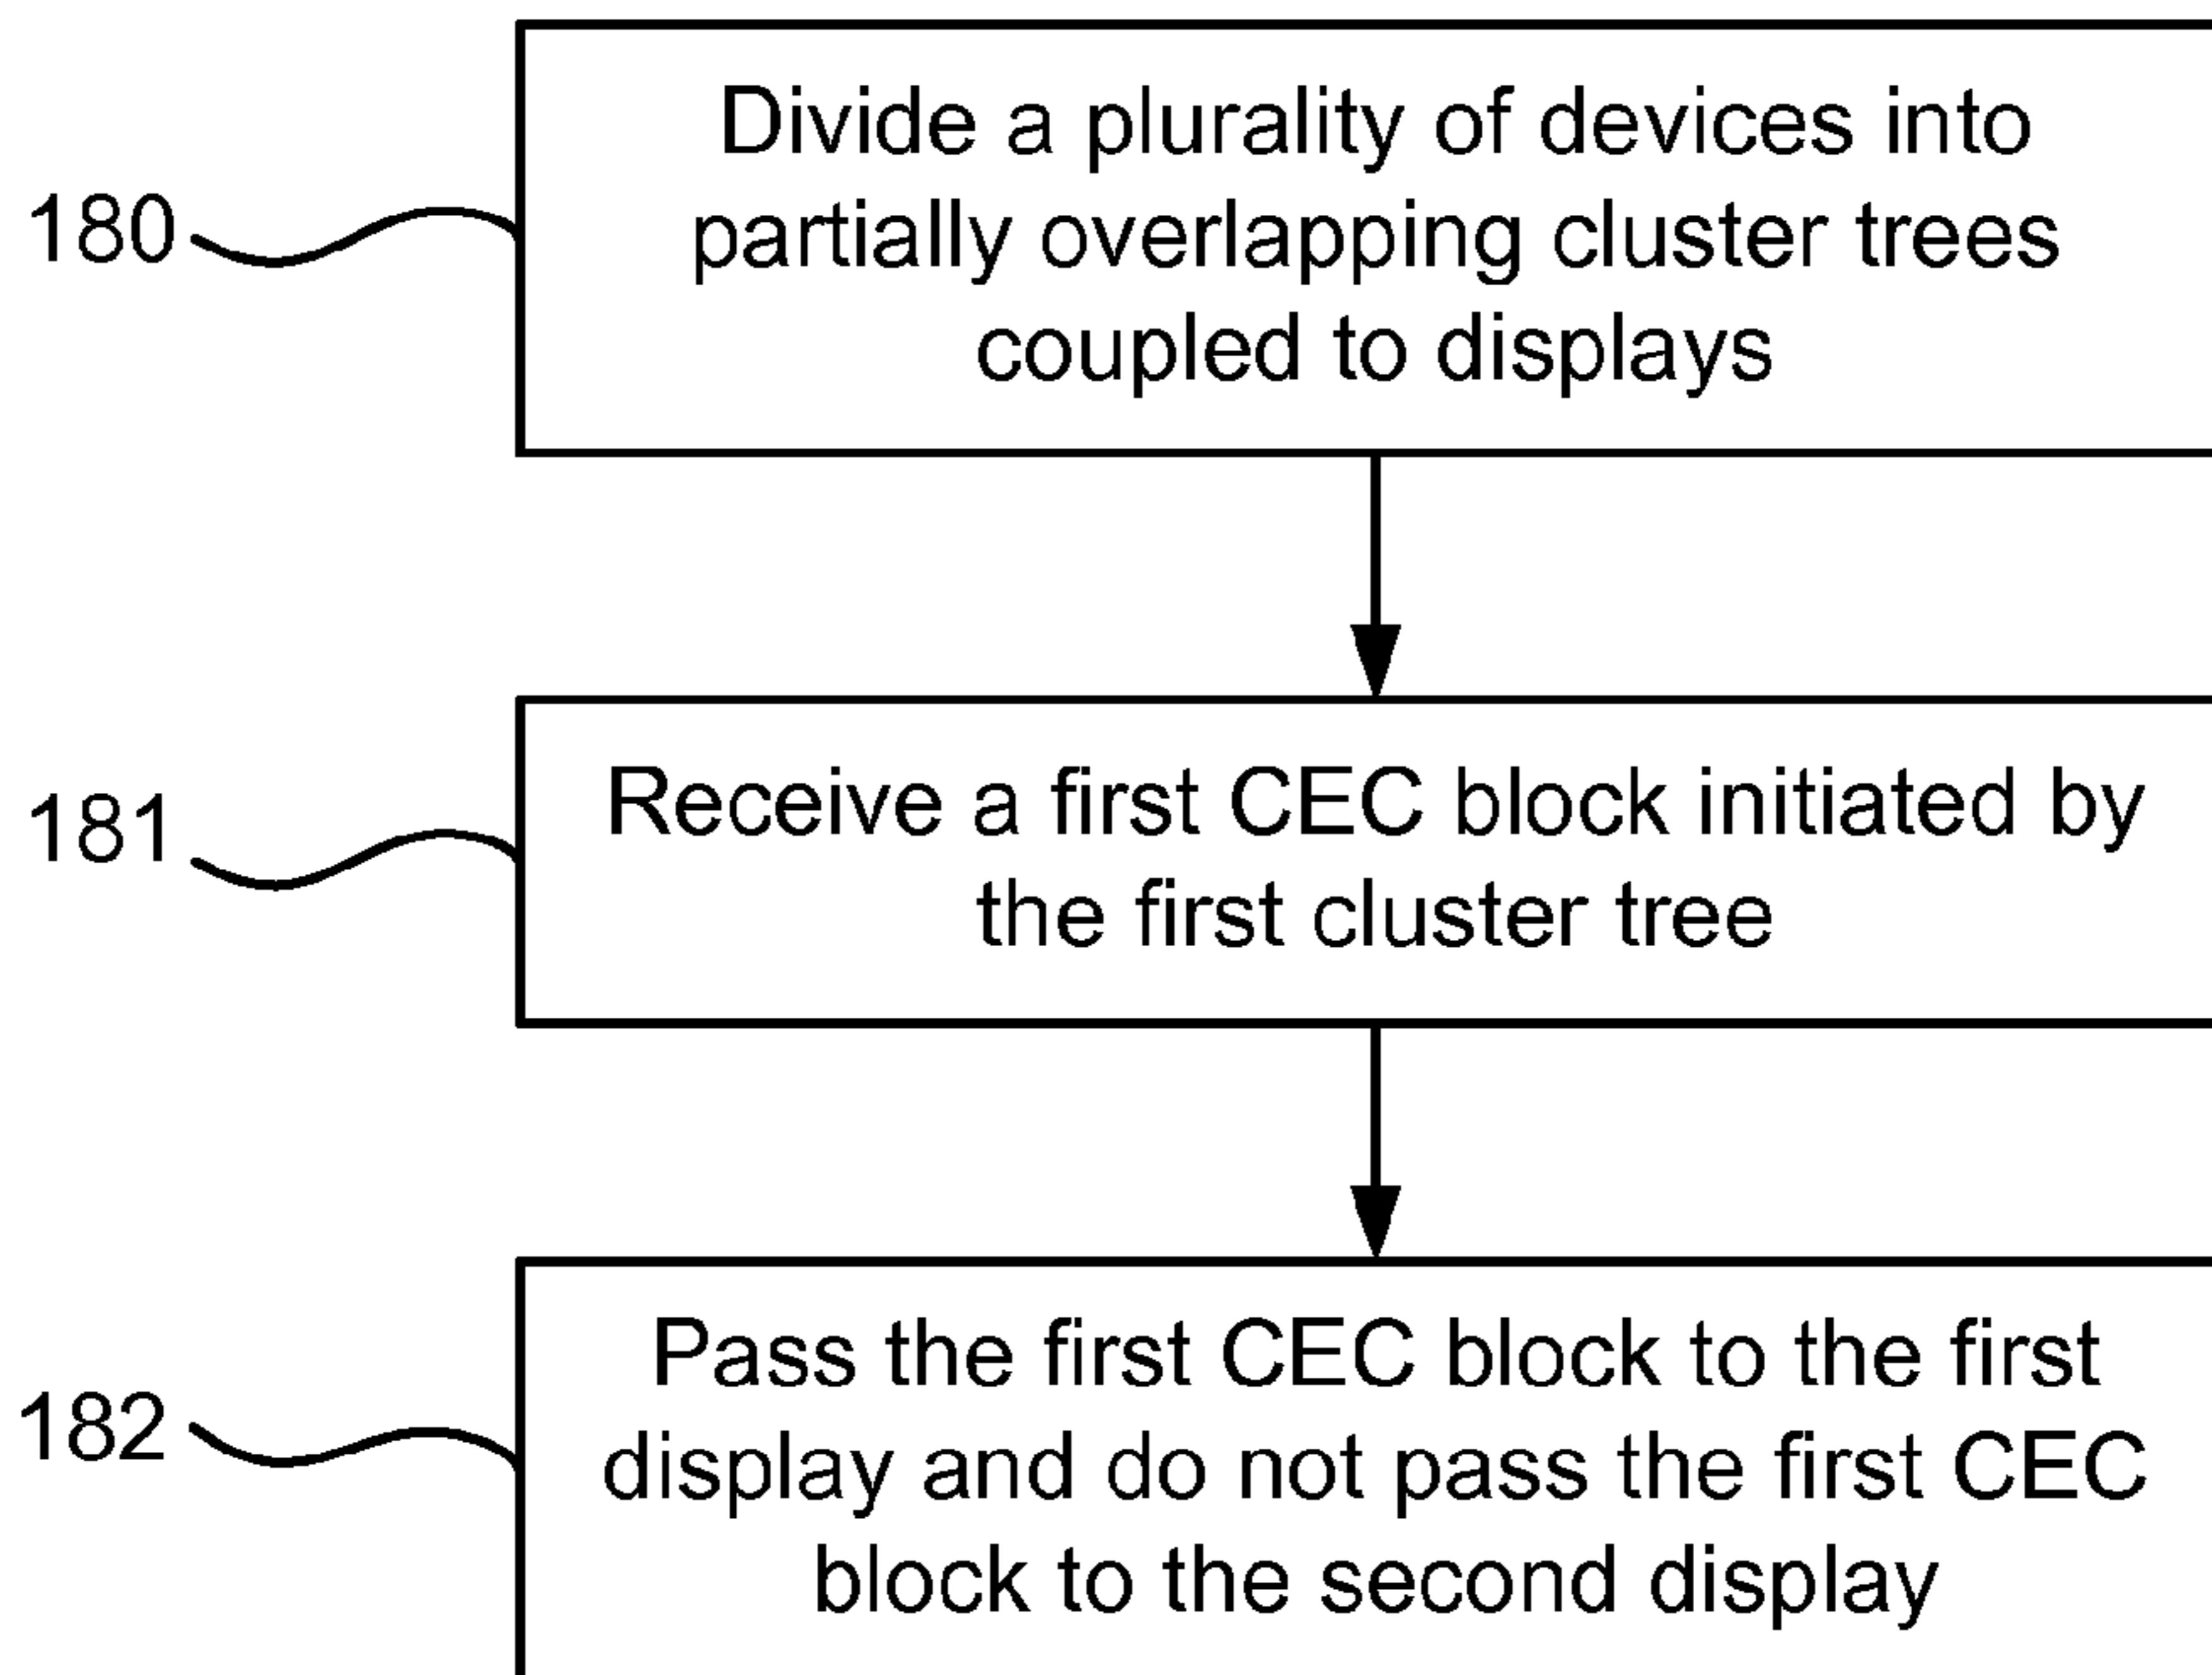 180
Divide a plurality of devices into
partially overlapping cluster trees
coupled to displays
181
Receive a first CEC block initiated by
the first cluster tree
182
Pass the first CEC block to the first
display and do not pass the first CEC
block to the second display